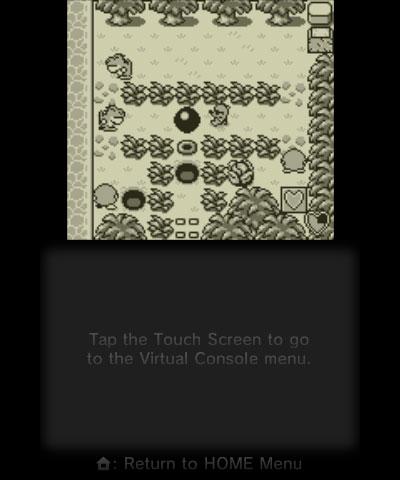 Tap the Touch Screen to go
to the Virtual Console menu.
: Return to HOME Menu